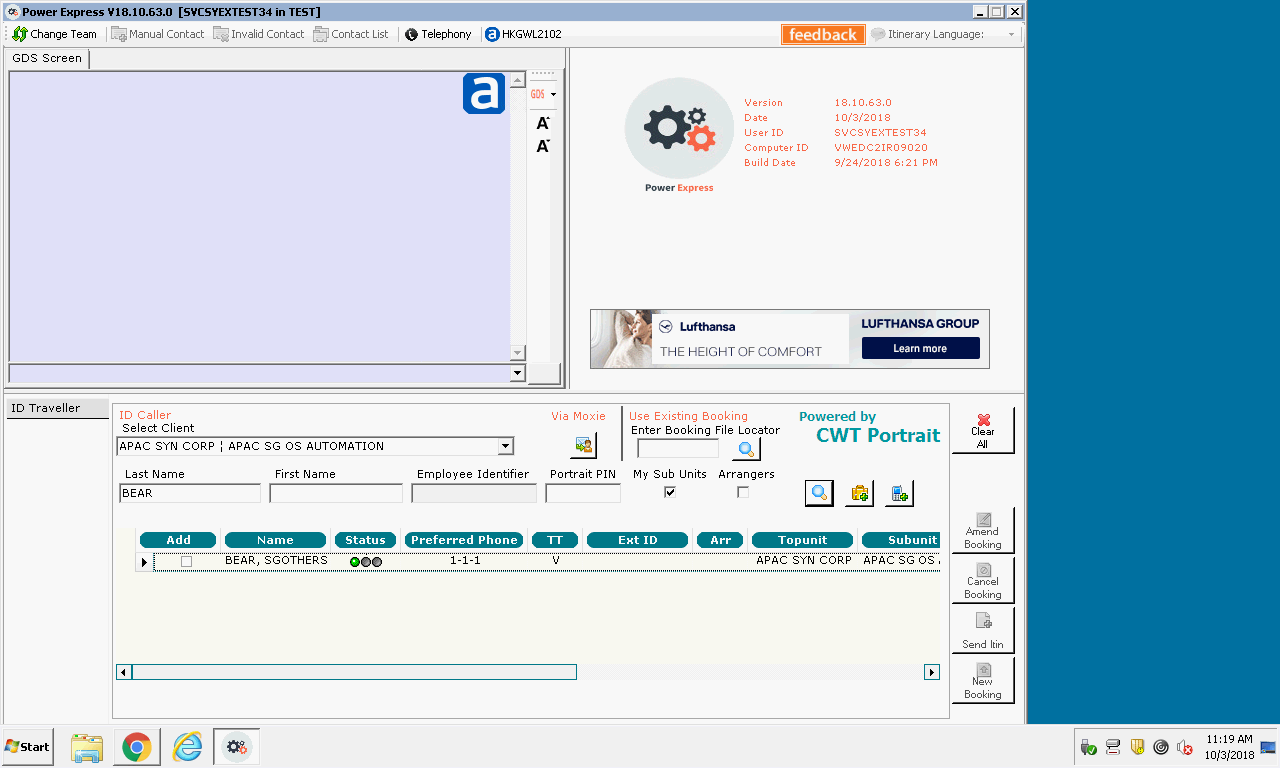 Power Express V18.10.63.0 [SVCSYEXTEST34 in TEST]
Change Team Modify Contact Invalid Contact Contact List Telephony a HKGWL2102 feedback Itinerary Language:
GDS Screen
a
GDS
A
A
Power Express
Version 18.10.63.0
Date 10/3/2018
User ID SVCSYEXTEST34
Computer ID VWEDC2IR09020
Build Date 9/24/2018 6:21 PM
Lufthansa
THE HEIGHT OF COMFORT
LUFTHANSA GROUP
Learn more
ID Traveller
ID Caller Via Moxie Use Existing Booking Powered by
Select Client Enter Booking File Locator CWT Portrait
APAC SYN CORP ¦ APAC SG OS AUTOMATION
Last Name First Name Employee Identifier Portrait PIN My Sub Units Arrangers
BEAR
Add Name Status Preferred Phone TT Ext ID Arr Topunit Subunit
BEAR, SGOTHERS 1-1-1 V APAC SYN CORP APAC SG OS
Clear
All
Amend
Booking
Cancel
Booking
Send Itin
New
Booking
Start
11:19 AM
10/3/2018